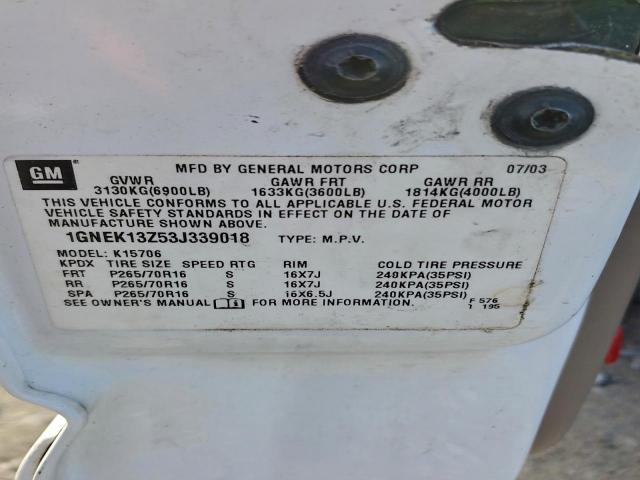 GM MFD BY GENERAL MOTORS CORP 07/03
GVWR GAWR FRT GAWR RR
3130KG(6900LB) 1633KG(3600LB) 1814KG(4000LB)
THIS VEHICLE CONFORMS TO ALL APPLICABLE U.S. FEDERAL MOTOR
VEHICLE SAFETY STANDARDS IN EFFECT ON THE DATE OF
MANUFACTURE SHOWN ABOVE.
1GNEK13Z53J339018 TYPE: M.P.V.
MODEL: K15706
KPDX TIRE SIZE SPEED RTG RIM COLD TIRE PRESSURE
FRT P265/70R16 S 16X7J 240KPA(35PSI)
RR P265/70R16 S 16X7J 240KPA(35PSI)
SPA P265/70R16 S 16X6.5J 240KPA(35PSI)
SEE OWNER'S MANUAL FOR MORE INFORMATION. F 576
1 195